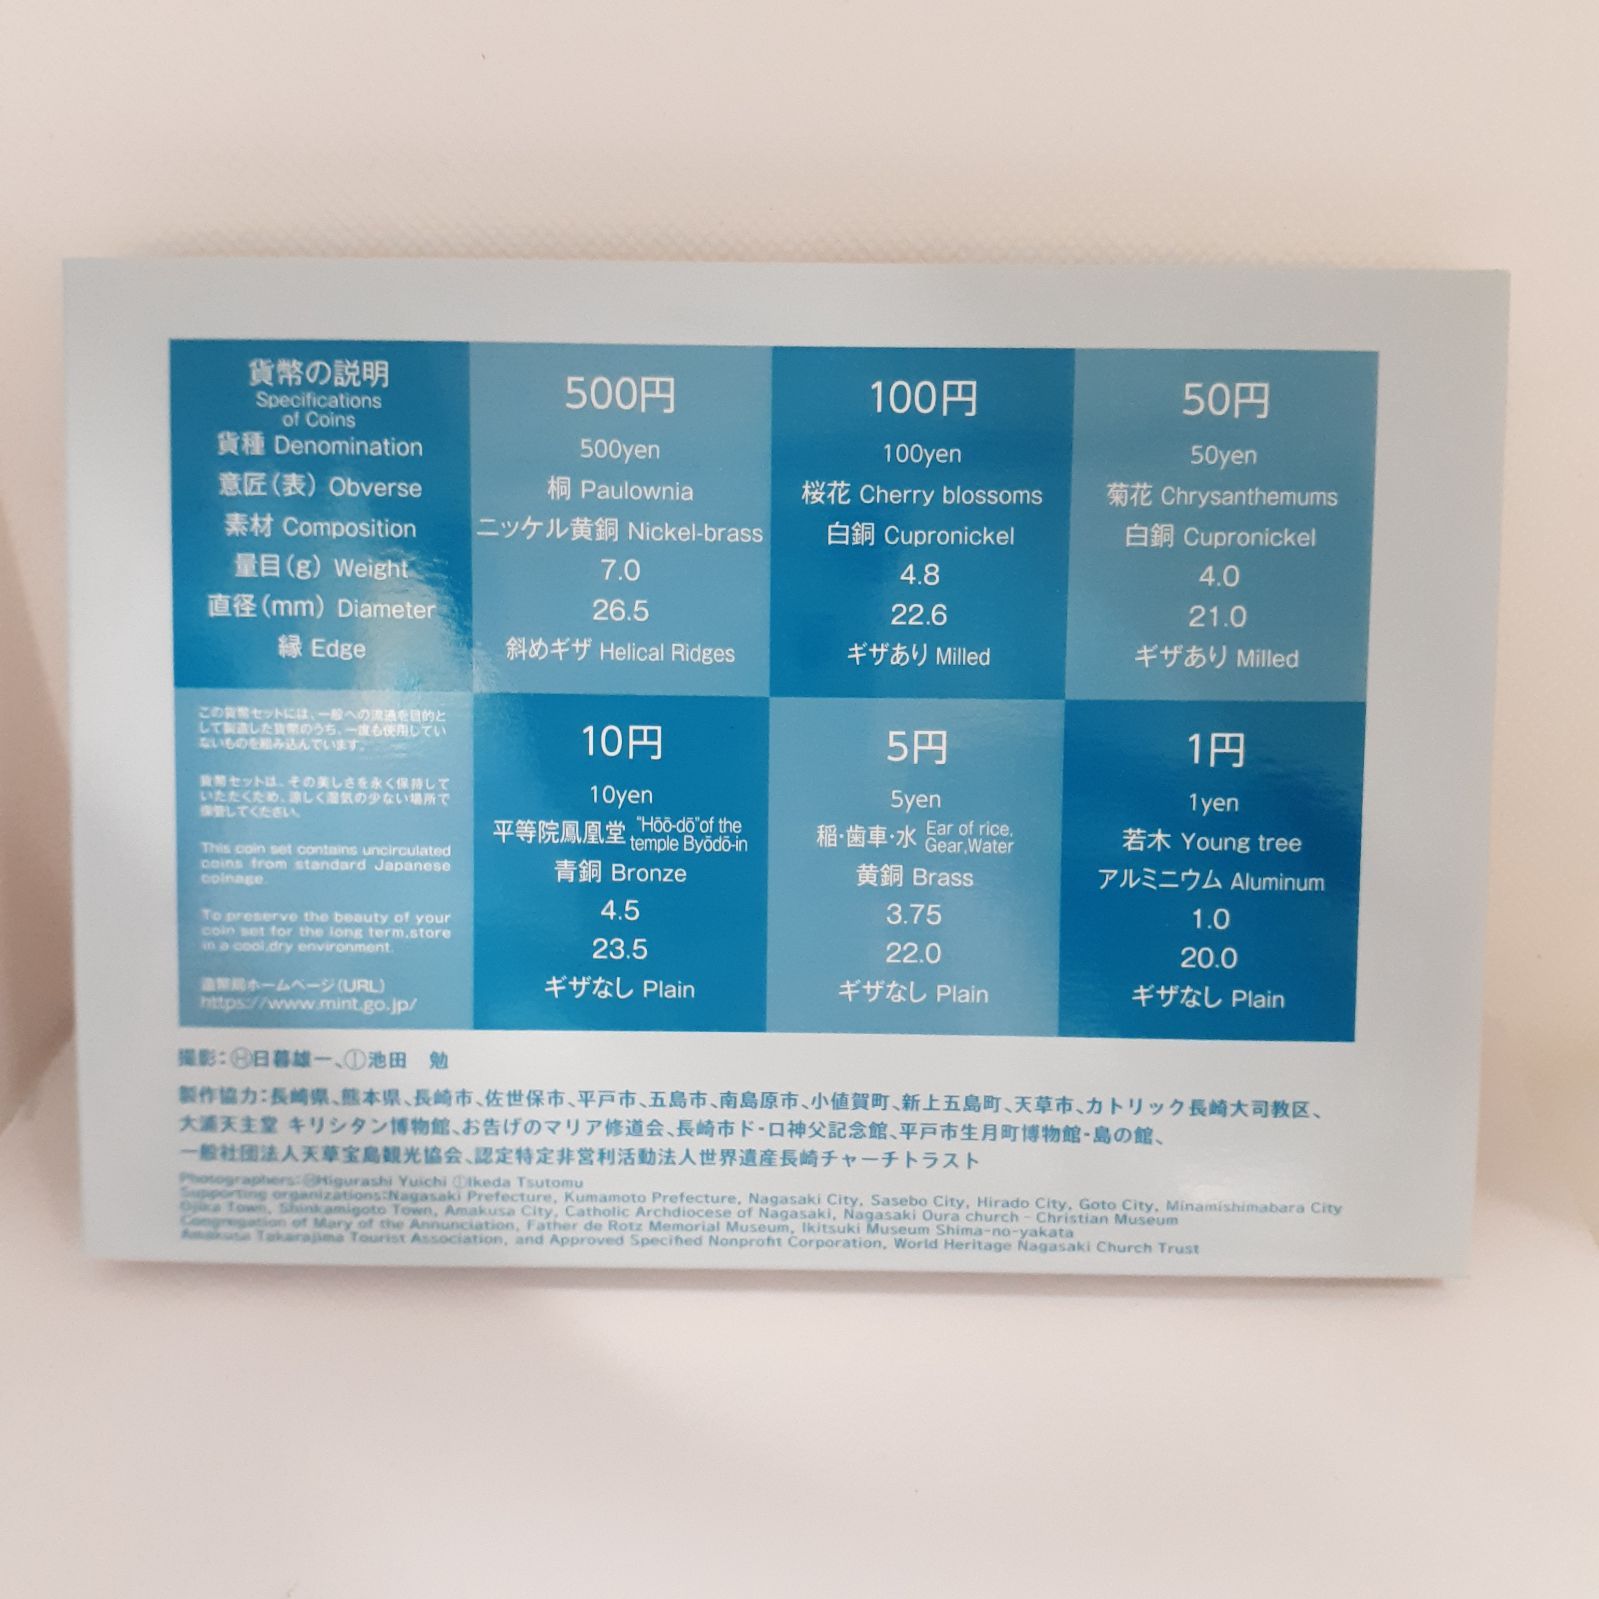 貨幣の説明
Specifications
of Coins
貨種 Denomination
意匠(表) Obverse
素材 Composition
量目(g) Weight
直径(mm) Diameter
縁 Edge
500円
500yen
桐 Paulownia
ニッケル黄銅 Nickel-brass
7.0
26.5
斜めギザ Helical Ridges
100円
100yen
桜花 Cherry blossoms
白銅 Cupronickel
4.8
22.6
ギザあり Milled
50円
50yen
菊花 Chrysanthemums
白銅 Cupronickel
4.0
21.0
ギザあり Milled
この貨幣セットには、一般への流通を目的と
して製造した貨幣のうち、一度も使用してい
ないものを組み込んでいます。
貨幣セットは、その美しさを永く保持して
いただくため、涼しく湿気の少ない場所で
保管してください。
This coin set contains uncirculated
coins from standard Japanese
coinage.
To preserve the beauty of your
coin set for the long term,store
in a cool,dry environment.
造幣局ホームページ(URL)
https://www.mint.go.jp/
10円
10yen
平等院鳳凰堂 "Hōō-dō"of the
temple Byōdō-in
青銅 Bronze
4.5
23.5
ギザなし Plain
5円
5yen
稲・歯車・水 Ear of rice,
Gear,Water
黄銅 Brass
3.75
22.0
ギザなし Plain
1円
1yen
若木 Young tree
アルミニウム Aluminum
1.0
20.0
ギザなし Plain
撮影:Ⓗ日暮雄一、Ⓘ池田 勉
製作協力:長崎県、熊本県、長崎市、佐世保市、平戸市、五島市、南島原市、小値賀町、新上五島町、天草市、カトリック長崎大司教区、
大浦天主堂 キリシタン博物館、お告げのマリア修道会、長崎市ド・ロ神父記念館、平戸市生月町博物館・島の館、
一般社団法人天草宝島観光協会、認定特定非営利活動法人世界遺産長崎チャーチトラスト
Photographers:ⒽHigurashi Yuichi ⒾIkeda Tsutomu
Supporting organizations:Nagasaki Prefecture, Kumamoto Prefecture, Nagasaki City, Sasebo City, Hirado City, Goto City, Minamishimabara City
Ojika Town, Shinkamigoto Town, Amakusa City, Catholic Archdiocese of Nagasaki, Nagasaki Oura church - Christian Museum
Congregation of Mary of the Annunciation, Father de Rotz Memorial Museum, Ikitsuki Museum Shima-no-yakata
Amakusa Takarajima Tourist Association, and Approved Specified Nonprofit Corporation, World Heritage Nagasaki Church Trust